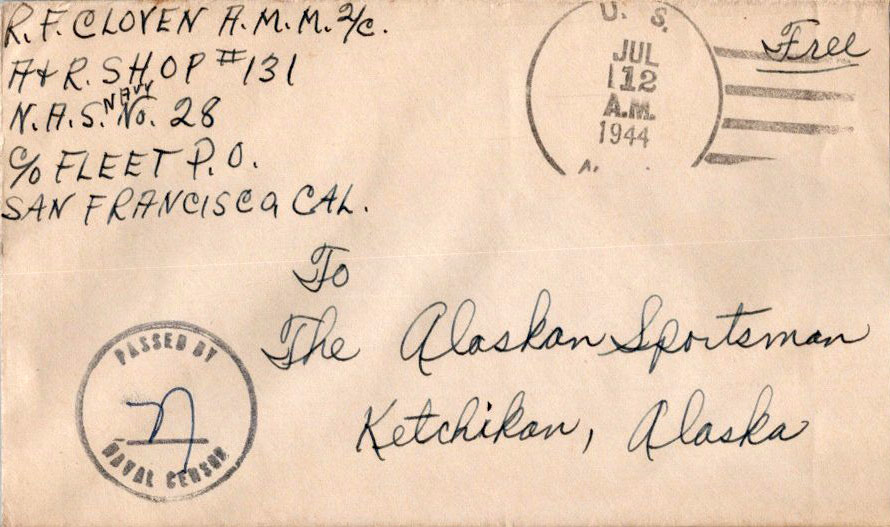 R.F. CLOVEN A.M.M. 2/c.
A & R. SHOP #131
N.A.S. NAVY No. 28
c/o FLEET P.O.
SAN FRANCISCO CAL.
U. S.
JUL
12
A.M.
1944
Free
To
The Alaskan Sportsman
Ketchikan, Alaska
PASSED BY
NAVAL CENSOR